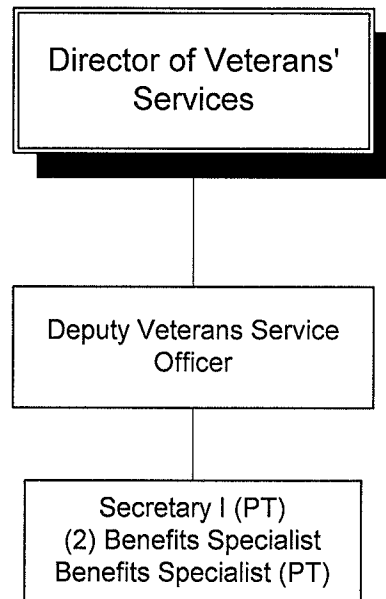 Director of Veterans'
Services
Deputy Veterans Service
Officer
Secretary I (PT)
(2) Benefits Specialist
Benefits Specialist (PT)